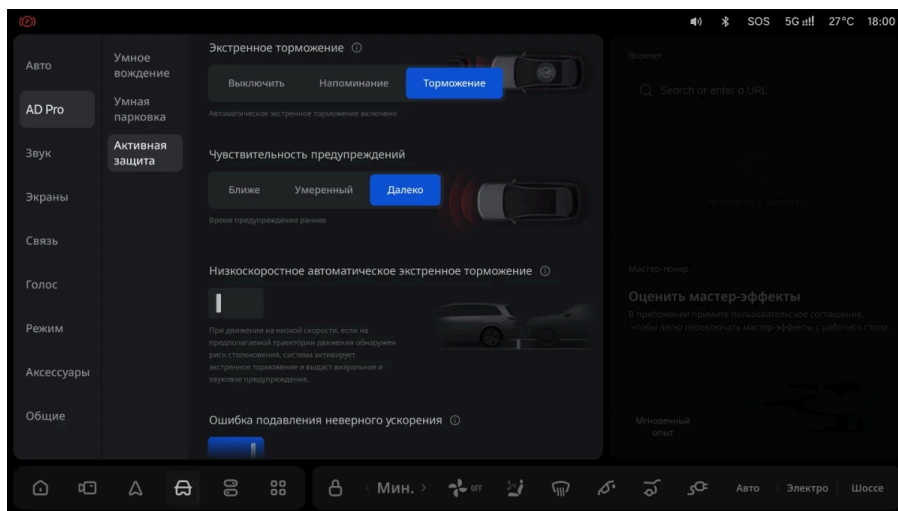 (P)
SOS 5G 27°C 18:00
Авто
AD Pro
Звук
Экраны
Связь
Голос
Режим
Аксессуары
Общие
Умное
вождение
Умная
парковка
Активная
защита
Экстренное торможение
Выключить Напоминание Торможение
Автоматическое экстренное торможение включено
Чувствительность предупреждений
Ближе Умеренный Далеко
Время предупреждения раннее
Низкоскоростное автоматическое экстренное торможение
При движении на низкой скорости, если на
предполагаемой траектории движения обнаружен
риск столкновения, система активирует
экстренное торможение и выдаст визуальное и
звуковое предупреждение.
Ошибка подавления неверного ускорения
Browser
Search or enter a URL
Мастер-тюнер
Оценить мастер-эффекты
В приложении примите пользовательское соглашение,
чтобы легко переключать мастер-эффекты с рабочего стола.
Мгновенный
опыт
< Мин. > OFF Авто Электро Шоссе